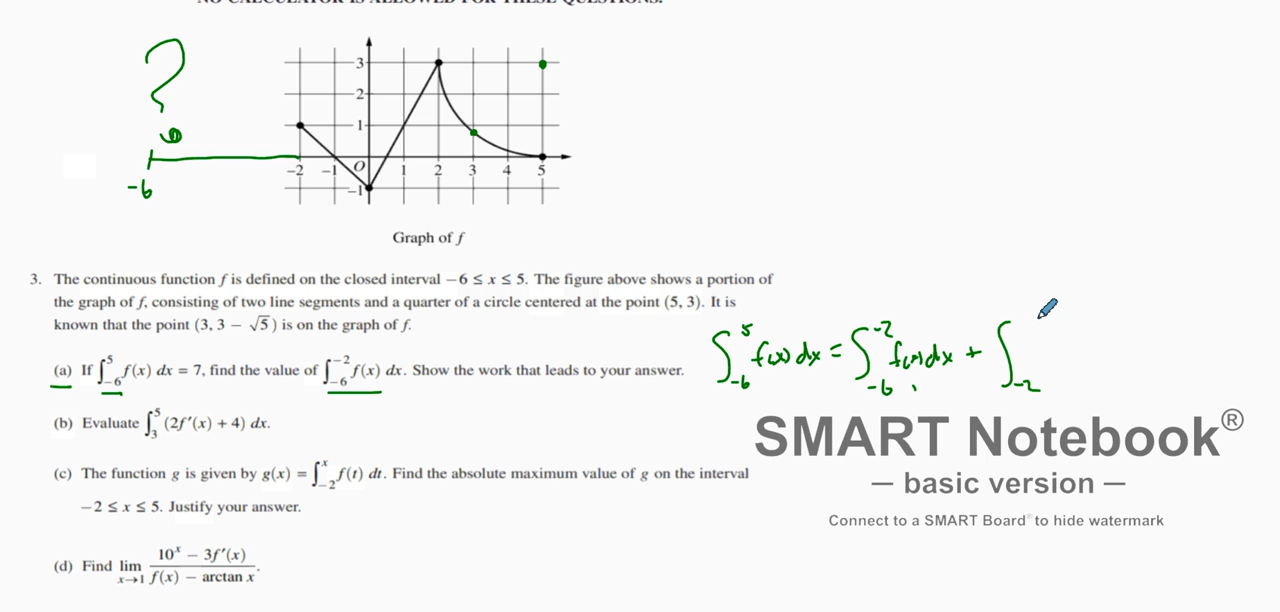 NO CALCULATOR IS ALLOWED FOR THESE QUESTIONS.
?
3
2
1
-6
-2 -1 O 1 2 3 4 5
-1
Graph of f
3. The continuous function f is defined on the closed interval −6 ≤ x ≤ 5. The figure above shows a portion of
the graph of f, consisting of two line segments and a quarter of a circle centered at the point (5, 3). It is
known that the point (3, 3 − √5) is on the graph of f.
(a) If ∫_{−6}^{5} f(x) dx = 7, find the value of ∫_{−6}^{−2} f(x) dx. Show the work that leads to your answer.
∫_{-6}^{5} f(x) dx = ∫_{-6}^{-2} f(x) dx + ∫_{-2}
(b) Evaluate ∫_{3}^{5} (2f′(x) + 4) dx.
(c) The function g is given by g(x) = ∫_{−2}^{x} f(t) dt. Find the absolute maximum value of g on the interval
−2 ≤ x ≤ 5. Justify your answer.
(d) Find lim_{x→1} (10^x − 3f′(x)) / (f(x) − arctan x).
SMART Notebook®
— basic version —
Connect to a SMART Board® to hide watermark